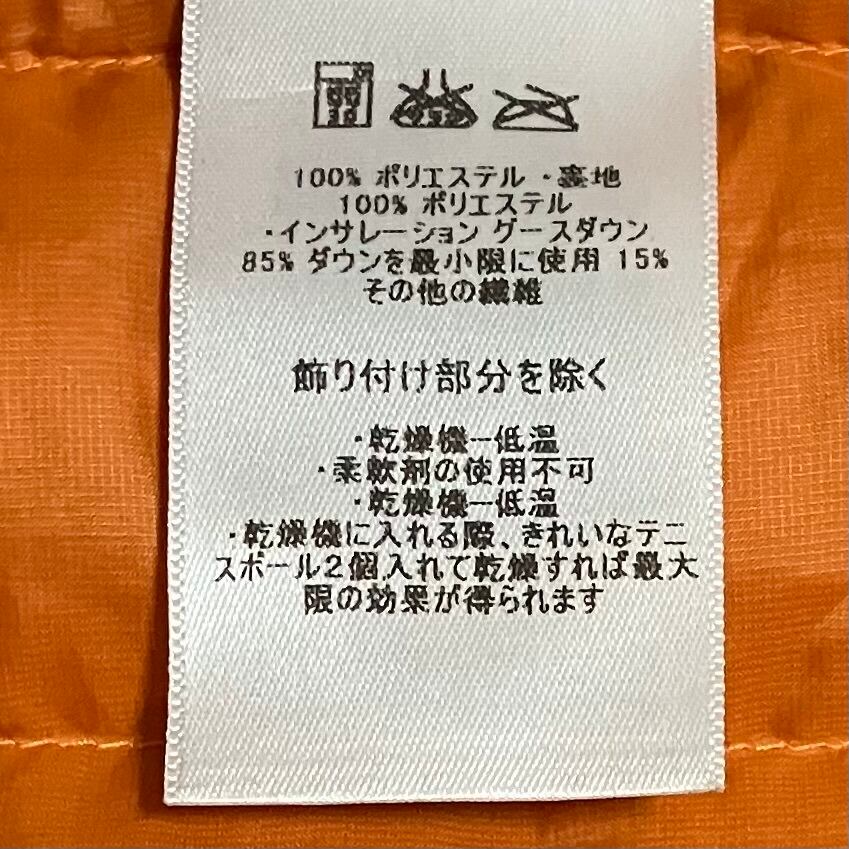 100% ポリエステル ・裏地
100% ポリエステル
・インサレーション グースダウン
85% ダウンを最小限に使用 15%
その他の繊維
飾り付け部分を除く
・乾燥機ー低温
・柔軟剤の使用不可
・乾燥機ー低温
・乾燥機に入れる際、きれいなテニ
スボール2個入れて乾燥すれば最大
限の効果が得られます